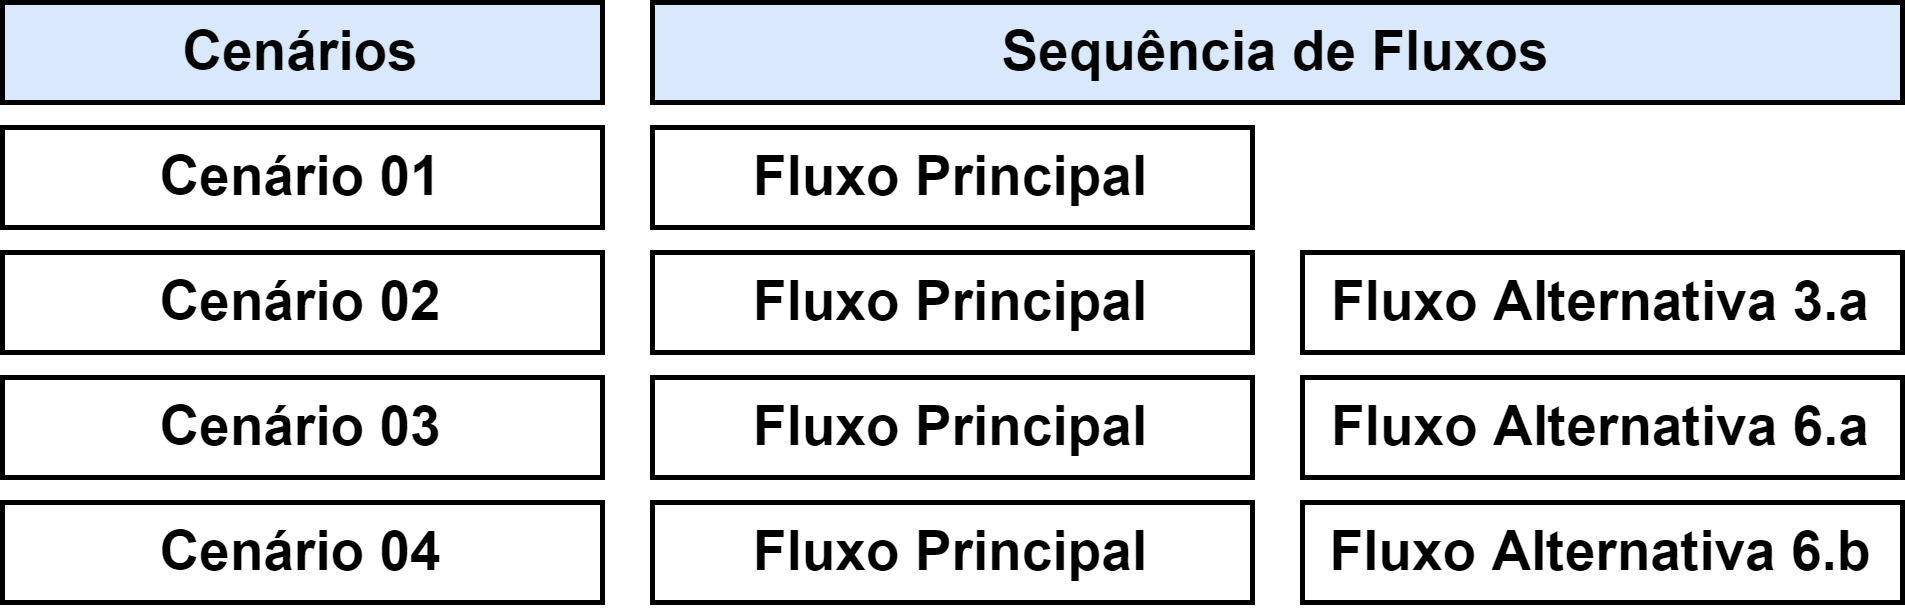 Cenários Sequência de Fluxos
Cenário 01 Fluxo Principal
Cenário 02 Fluxo Principal Fluxo Alternativa 3.a
Cenário 03 Fluxo Principal Fluxo Alternativa 6.a
Cenário 04 Fluxo Principal Fluxo Alternativa 6.b